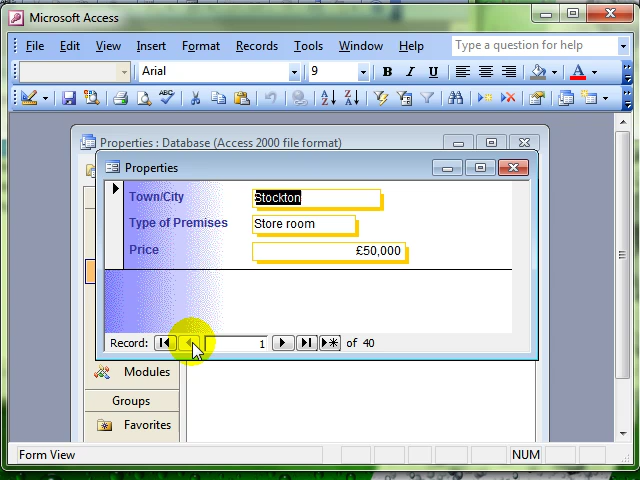 Microsoft Access
File Edit View Insert Format Records Tools Window Help Type a question for help
Arial 9 B I U A
Properties : Database (Access 2000 file format)
Properties
Town/City Stockton
Type of Premises Store room
Price £50,000
Record: 1 of 40
Modules
Groups
Favorites
Form View NUM